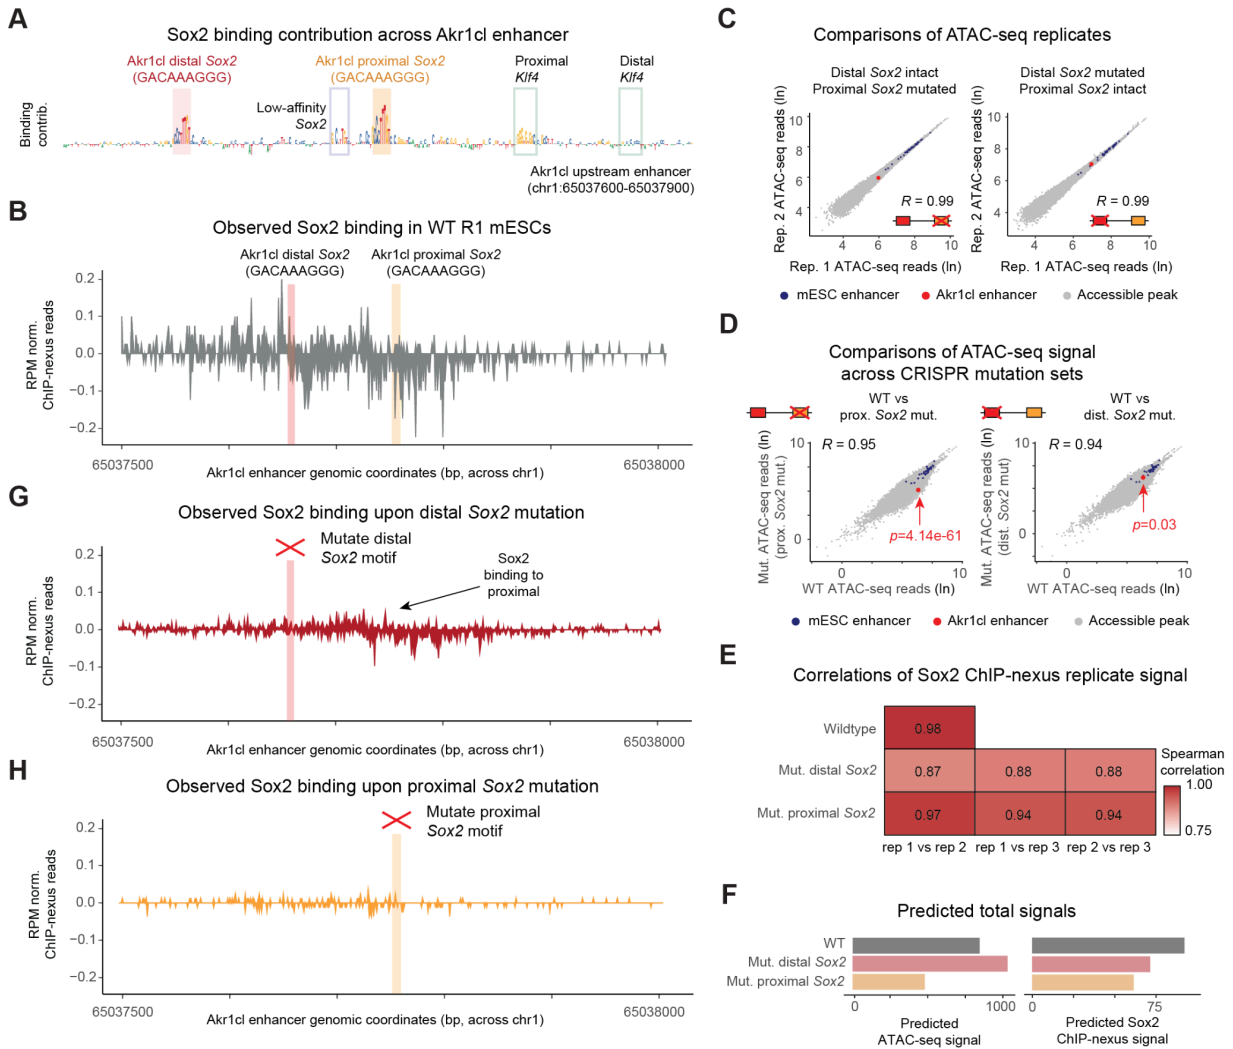 A
Sox2 binding contribution across Akr1cl enhancer
Akr1cl distal Sox2
(GACAAAGGG)
Akr1cl proximal Sox2
(GACAAAGGG)
Proximal
Klf4
Distal
Klf4
Low-affinity
Sox2
Binding
contrib.
Akr1cl upstream enhancer
(chr1:65037600-65037900)
B
Observed Sox2 binding in WT R1 mESCs
Akr1cl distal Sox2
(GACAAAGGG)
Akr1cl proximal Sox2
(GACAAAGGG)
RPM norm.
ChIP-nexus reads
0.2
0.1
0.0
−0.1
−0.2
65037500
65038000
Akr1cl enhancer genomic coordinates (bp, across chr1)
G
Observed Sox2 binding upon distal Sox2 mutation
Mutate distal
Sox2 motif
Sox2
binding to
proximal
RPM norm.
ChIP-nexus reads
0.2
0.1
0.0
−0.1
−0.2
65037500
65038000
Akr1cl enhancer genomic coordinates (bp, across chr1)
H
Observed Sox2 binding upon proximal Sox2 mutation
Mutate proximal
Sox2 motif
RPM norm.
ChIP-nexus reads
0.2
0.1
0.0
−0.1
−0.2
65037500
65038000
Akr1cl enhancer genomic coordinates (bp, across chr1)
C
Comparisons of ATAC-seq replicates
Distal Sox2 intact
Proximal Sox2 mutated
Rep. 2 ATAC-seq reads (ln)
10
8
6
4
R = 0.99
4 6 8 10
Rep. 1 ATAC-seq reads (ln)
Distal Sox2 mutated
Proximal Sox2 intact
Rep. 2 ATAC-seq reads (ln)
10
8
6
4
R = 0.99
4 6 8 10
Rep. 1 ATAC-seq reads (ln)
mESC enhancer Akr1cl enhancer Accessible peak
D
Comparisons of ATAC-seq signal
across CRISPR mutation sets
WT vs
prox. Sox2 mut.
Mut. ATAC-seq reads (ln)
(prox. Sox2 mut.)
10
0
R = 0.95
p=4.14e-61
0 10
WT ATAC-seq reads (ln)
WT vs
dist. Sox2 mut.
Mut. ATAC-seq reads (ln)
(dist. Sox2 mut)
10
0
R = 0.94
p=0.03
0 10
WT ATAC-seq reads (ln)
mESC enhancer Akr1cl enhancer Accessible peak
E
Correlations of Sox2 ChIP-nexus replicate signal
Wildtype 0.98
Mut. distal Sox2 0.87 0.88 0.88
Mut. proximal Sox2 0.97 0.94 0.94
rep 1 vs rep 2 rep 1 vs rep 3 rep 2 vs rep 3
Spearman
correlation
1.00
0.75
F
Predicted total signals
WT
Mut. distal Sox2
Mut. proximal Sox2
0 1000
Predicted
ATAC-seq signal
0 75
Predicted Sox2
ChIP-nexus signal